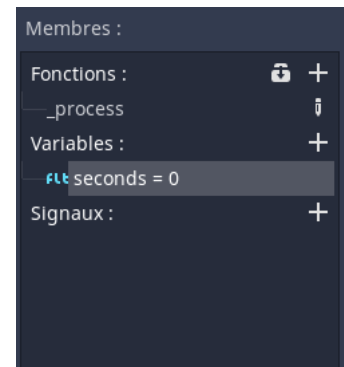 Membres :
Fonctions :
_process
Variables :
FLt seconds = 0
Signaux :